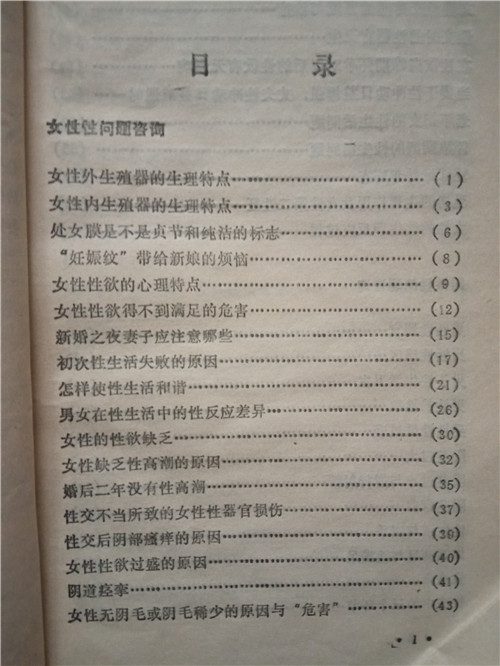 目 录
女性性问题咨询
女性外生殖器的生理特点……………………………(1)
女性内生殖器的生理特点……………………………(3)
处女膜是不是贞节和纯洁的标志……………………(6)
“妊娠纹”带给新娘的烦恼…………………………(8)
女性性欲的心理特点…………………………………(9)
女性性欲得不到满足的危害…………………………(12)
新婚之夜妻子应注意哪些……………………………(15)
初次性生活失败的原因………………………………(17)
怎样使性生活和谐……………………………………(21)
男女在性生活中的性反应差异………………………(26)
女性的性欲缺乏………………………………………(30)
女性缺乏性高潮的原因………………………………(32)
婚后二年没有性高潮…………………………………(35)
性交不当所致的女性性器官损伤……………………(37)
性交后阴部瘙痒的原因………………………………(39)
女性性欲过盛的原因…………………………………(40)
阴道痉挛………………………………………………(41)
女性无阴毛或阴毛稀少的原因与“危害”…………(43)
• 1 •